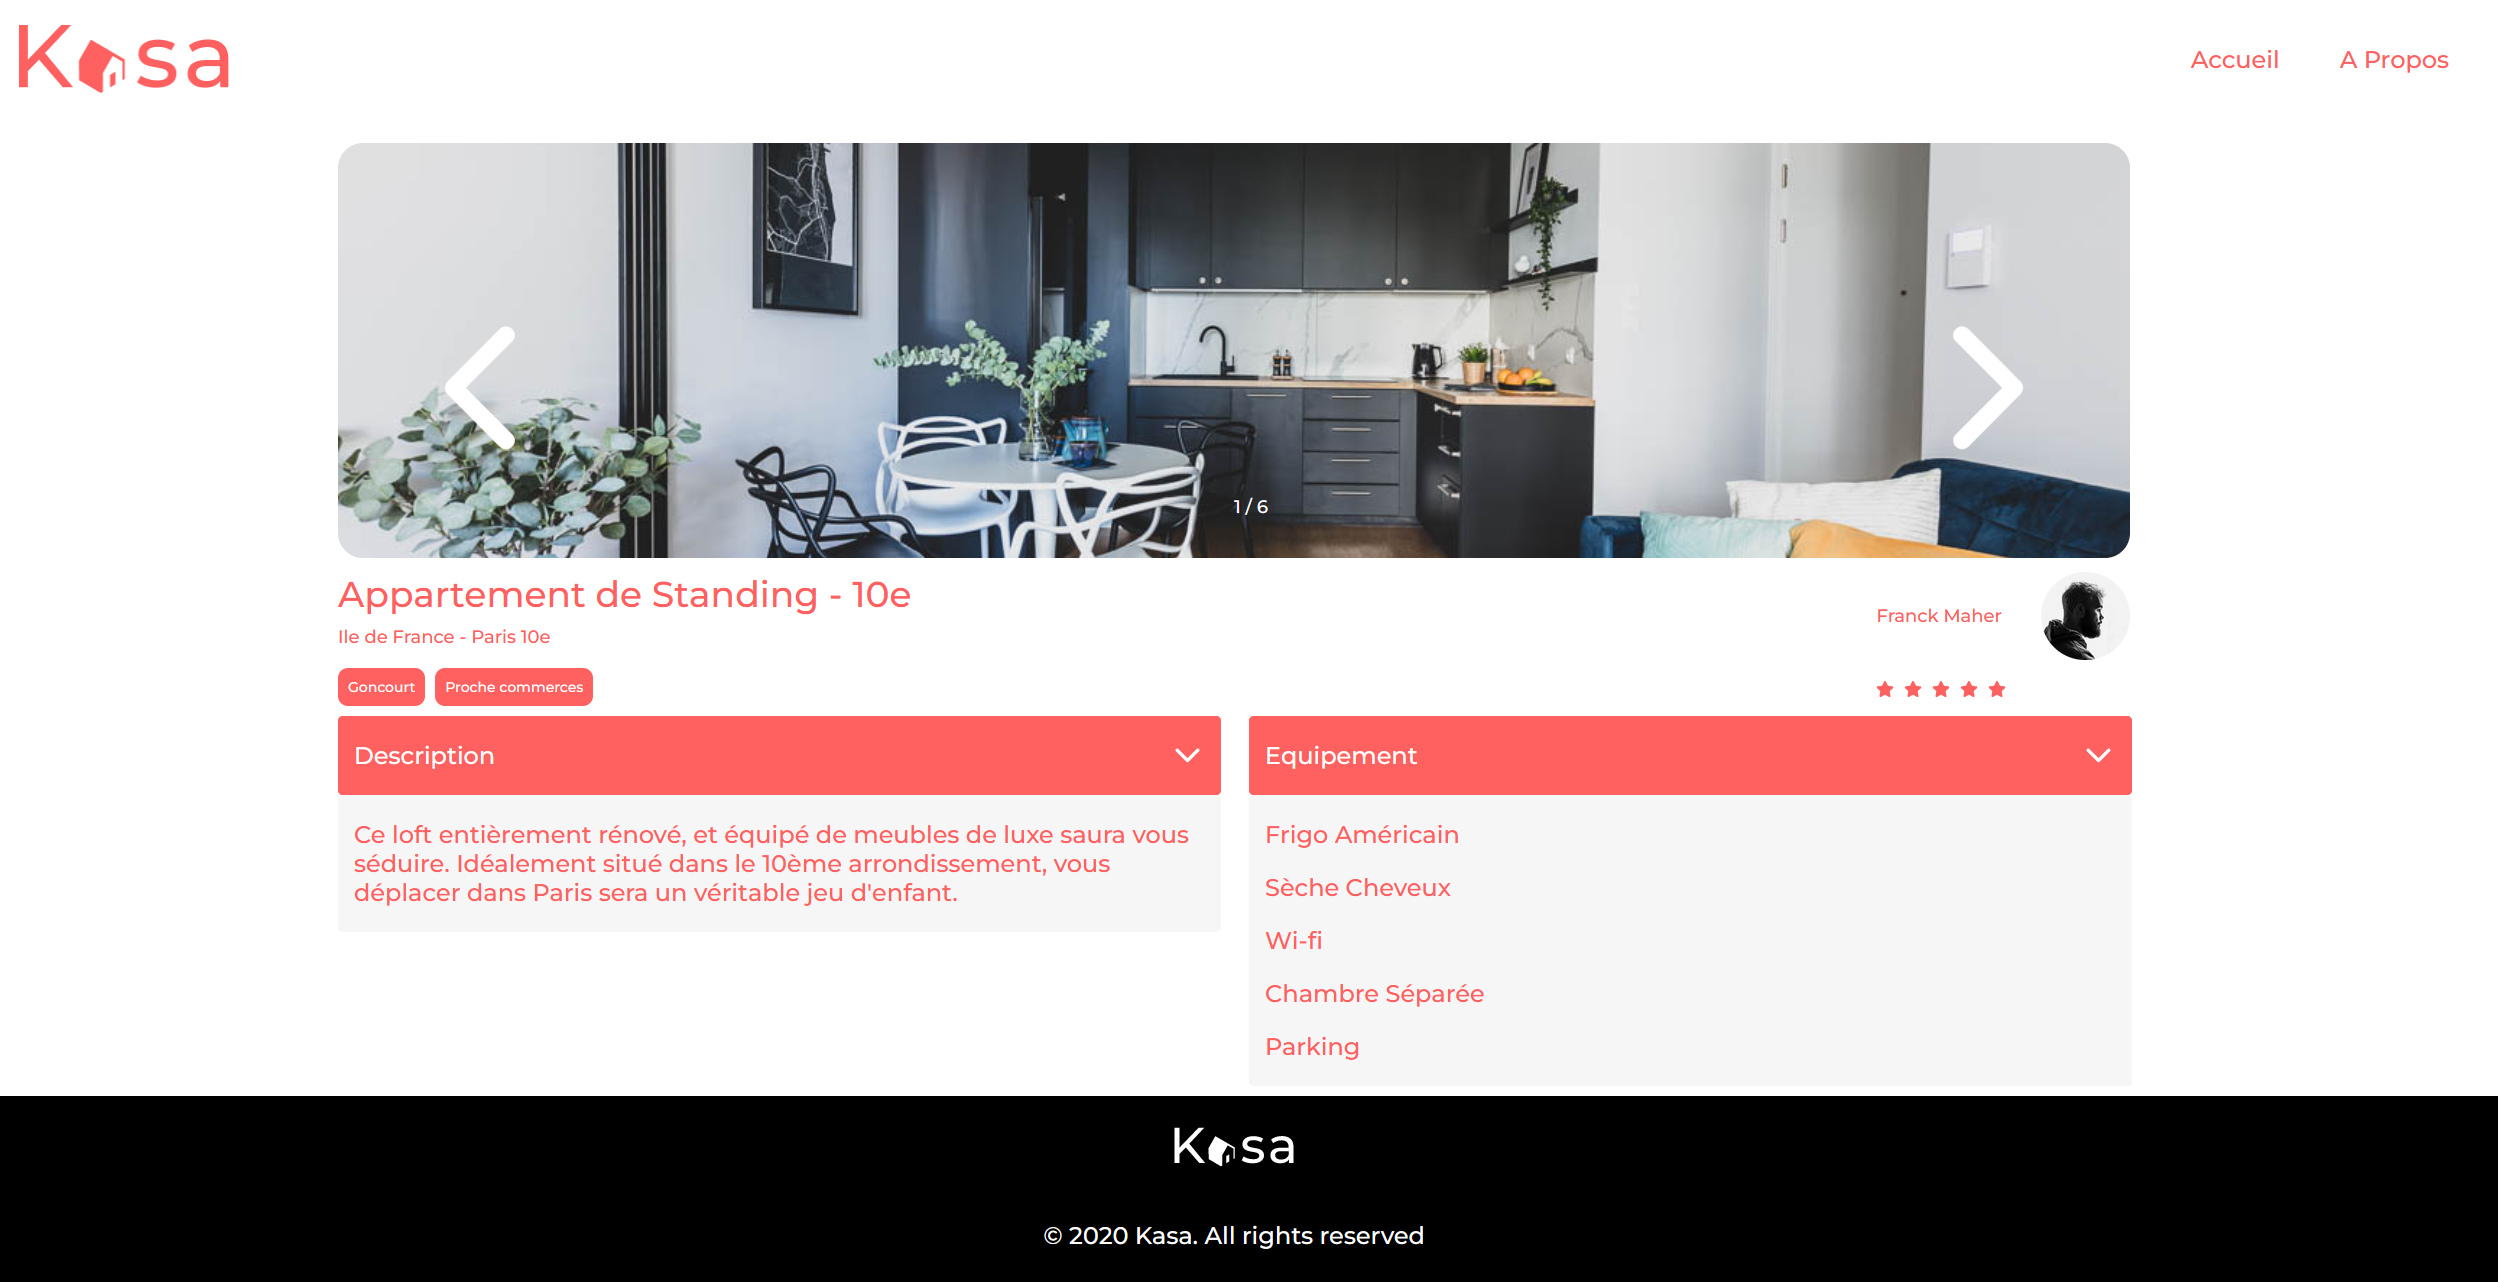 Kasa
Accueil
A Propos
1 / 6
Appartement de Standing - 10e
Ile de France - Paris 10e
Franck Maher
Goncourt
Proche commerces
Description
Ce loft entièrement rénové, et équipé de meubles de luxe saura vous
séduire. Idéalement situé dans le 10ème arrondissement, vous
déplacer dans Paris sera un véritable jeu d'enfant.
Equipement
Frigo Américain
Sèche Cheveux
Wi-fi
Chambre Séparée
Parking
Kasa
© 2020 Kasa. All rights reserved